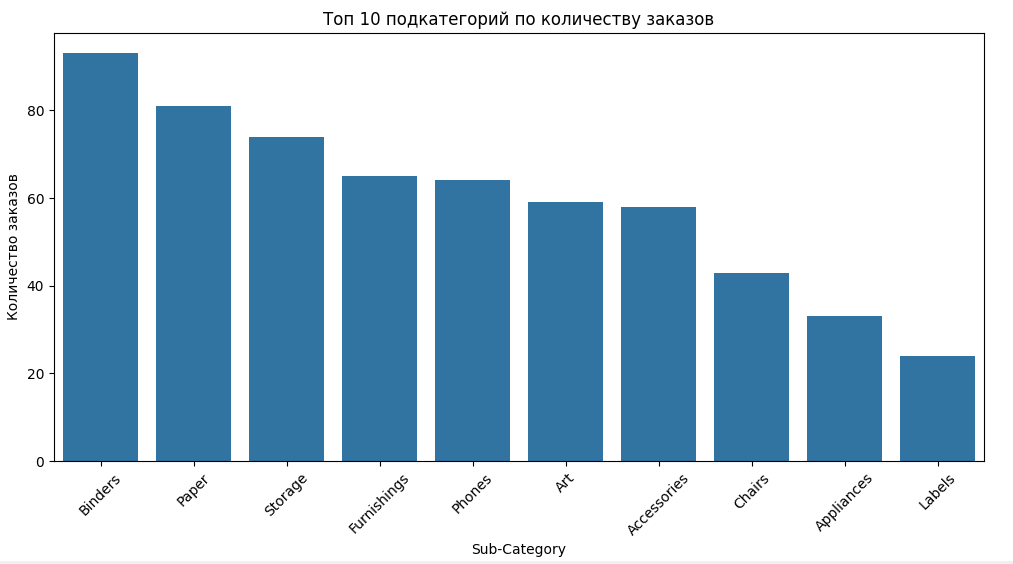 Топ 10 подкатегорий по количеству заказов
Количество заказов
80
60
40
20
0
Binders
Paper
Storage
Furnishings
Phones
Art
Accessories
Chairs
Appliances
Labels
Sub-Category